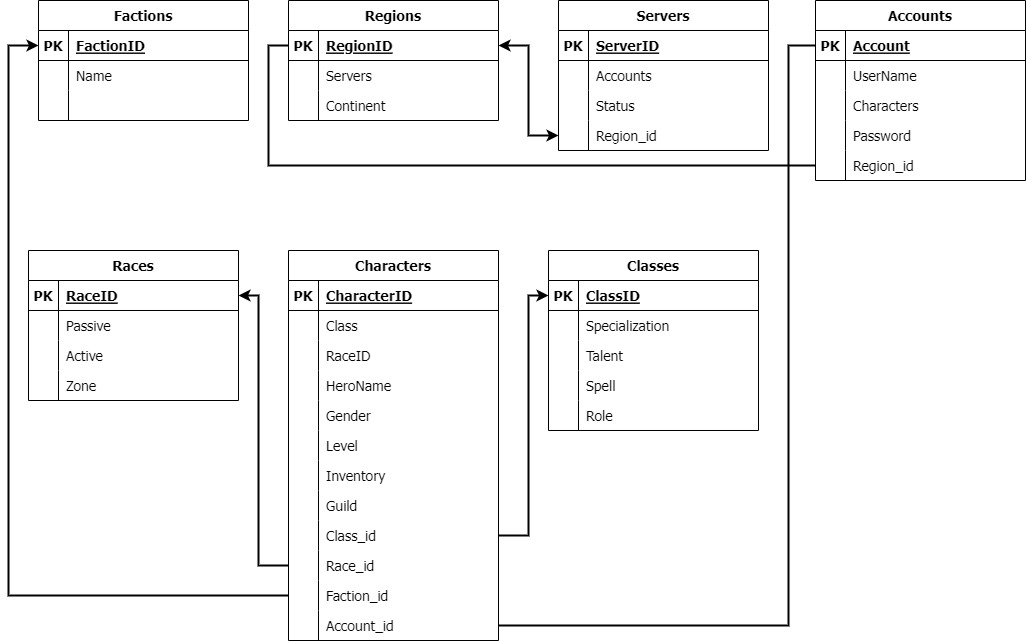 Factions
PK FactionID
Name
Regions
PK RegionID
Servers
Continent
Servers
PK ServerID
Accounts
Status
Region_id
Accounts
PK Account
UserName
Characters
Password
Region_id
Races
PK RaceID
Passive
Active
Zone
Characters
PK CharacterID
Class
RaceID
HeroName
Gender
Level
Inventory
Guild
Class_id
Race_id
Faction_id
Account_id
Classes
PK ClassID
Specialization
Talent
Spell
Role